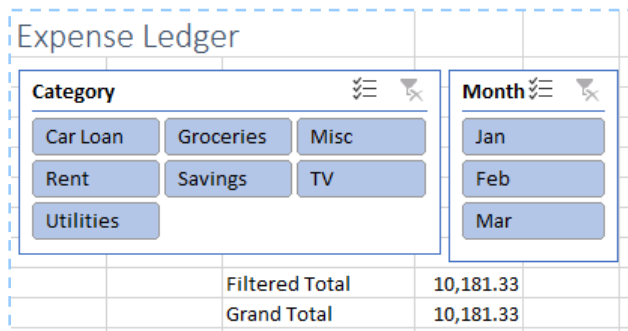 Expense Ledger
Category
Car Loan Groceries Misc
Rent Savings TV
Utilities
Month
Jan
Feb
Mar
Filtered Total 10,181.33
Grand Total 10,181.33